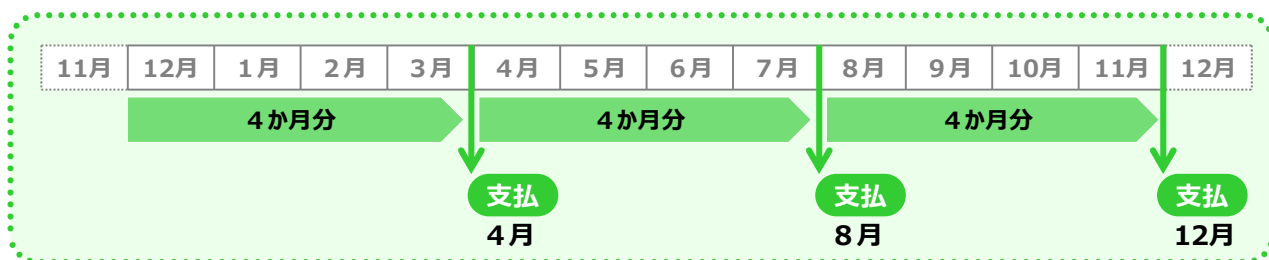 11月 12月 1月 2月 3月 4月 5月 6月 7月 8月 9月 10月 11月 12月
4か月分 4か月分 4か月分
支払 支払 支払
4月 8月 12月